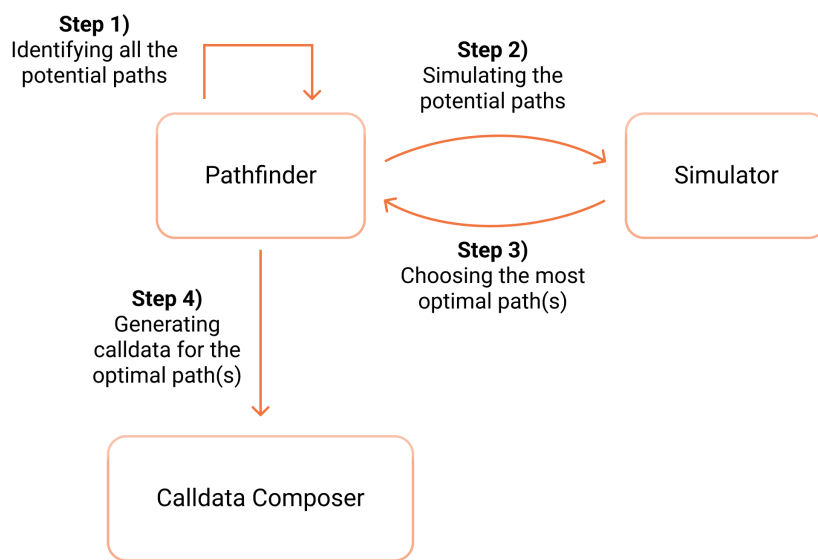 Step 1)
Identifying all the
potential paths
Step 2)
Simulating the
potential paths
Pathfinder
Simulator
Step 3)
Choosing the most
optimal path(s)
Step 4)
Generating
calldata for the
optimal path(s)
Calldata Composer